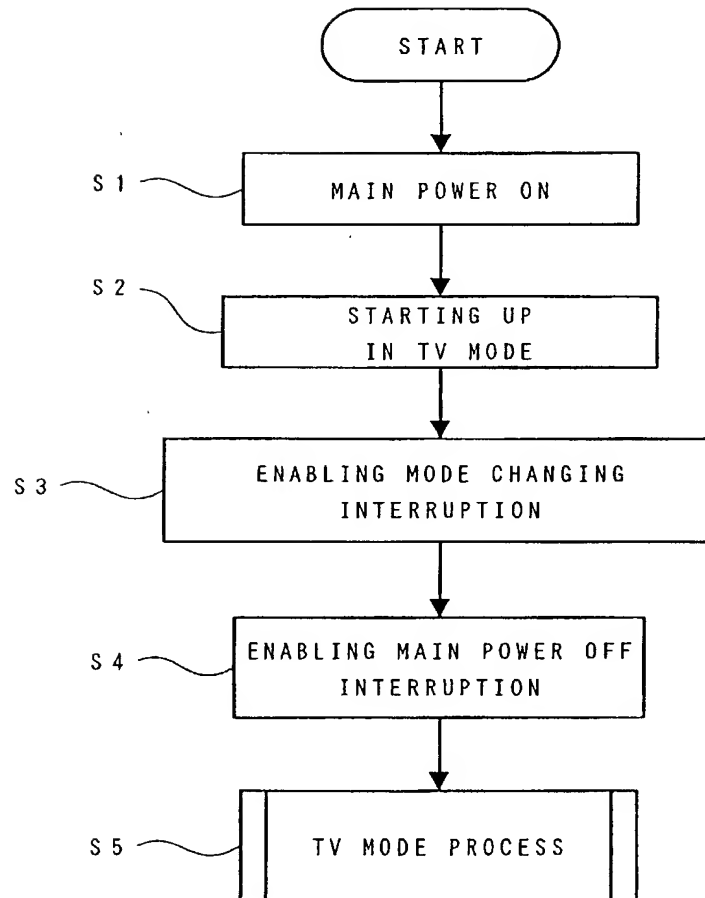 START
S1
MAIN POWER ON
S2
STARTING UP
IN TV MODE
S3
ENABLING MODE CHANGING
INTERRUPTION
S4
ENABLING MAIN POWER OFF
INTERRUPTION
S5
TV MODE PROCESS